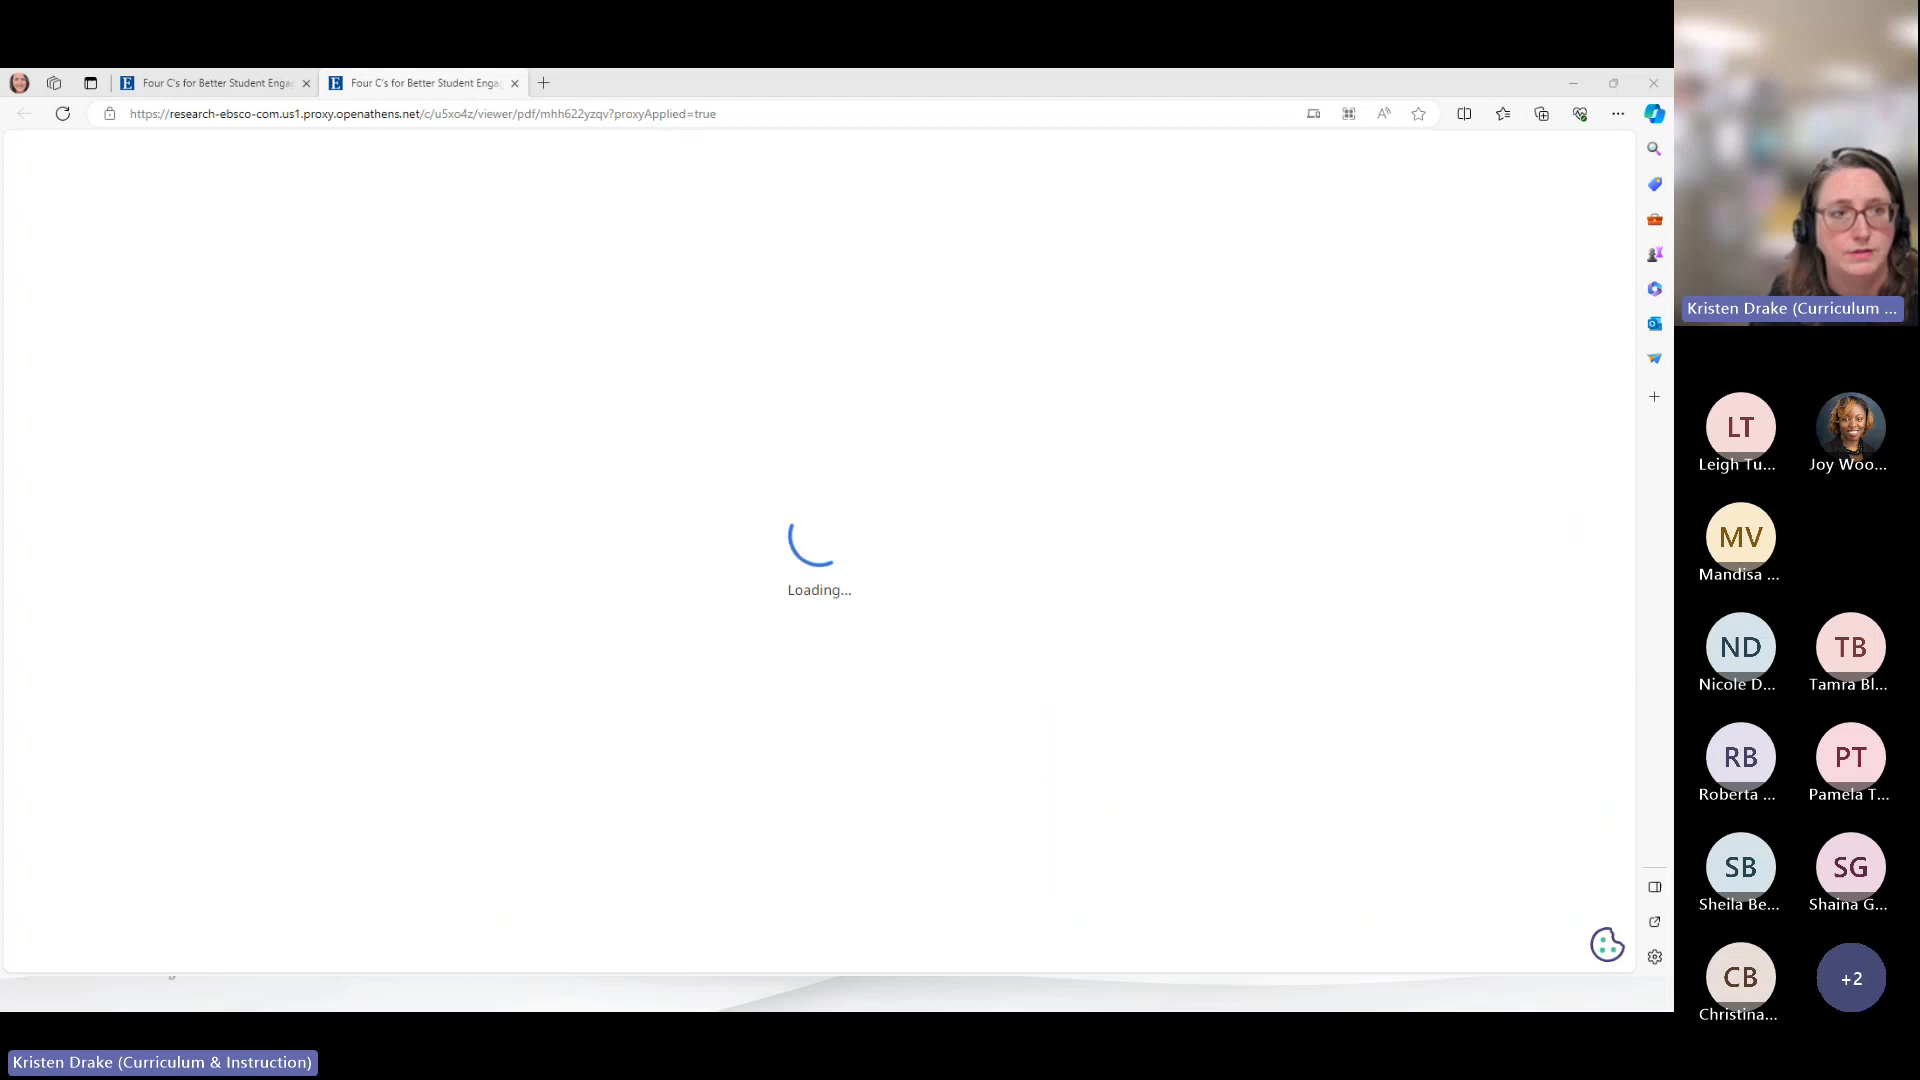 Four C's for Better Student Enga
Four C's for Better Student Enga
https://research-ebsco-com.us1.proxy.openathens.net/c/u5xo4z/viewer/pdf/mhh622yzqv?proxyApplied=true
Loading...
Kristen Drake (Curriculum ...
LT
Leigh Tu...
Joy Woo...
MV
Mandisa ...
ND
Nicole D...
TB
Tamra Bl...
RB
Roberta ...
PT
Pamela T...
SB
Sheila Be...
SG
Shaina G...
CB
Christina...
+2
Kristen Drake (Curriculum & Instruction)